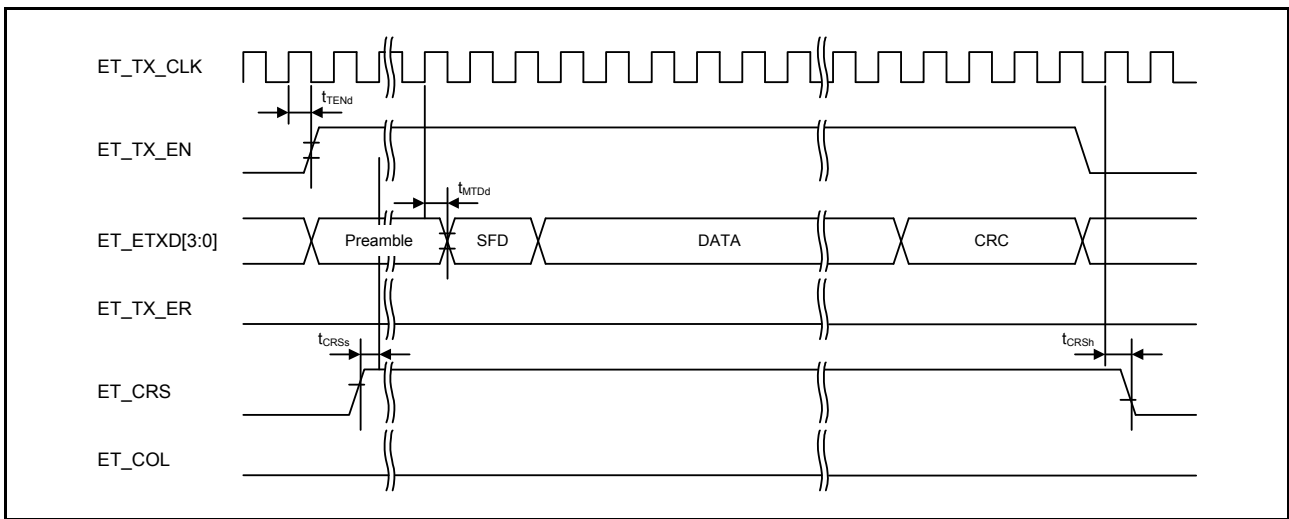 ET_TX_CLK
tTENd
ET_TX_EN
tMTDd
ET_ETXD[3:0]
Preamble
SFD
DATA
CRC
ET_TX_ER
tCRSs
tCRSh
ET_CRS
ET_COL